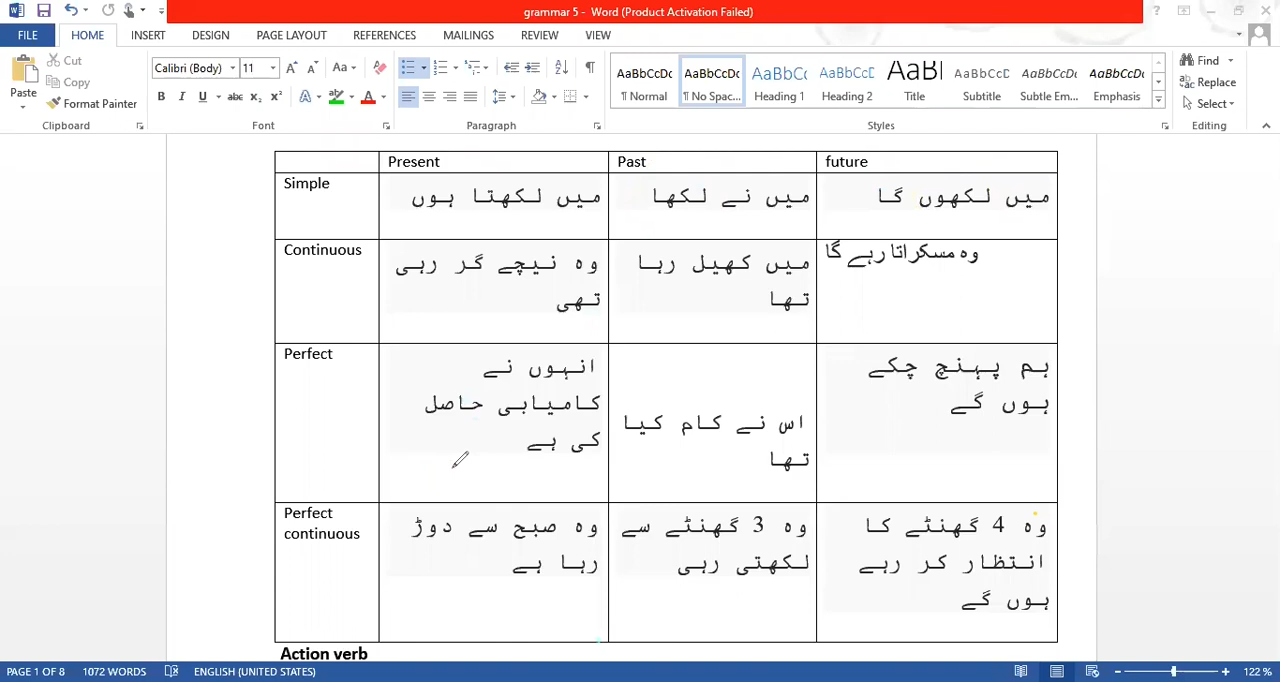 grammar 5 - Word (Product Activation Failed)
FILE HOME INSERT DESIGN PAGE LAYOUT REFERENCES MAILINGS REVIEW VIEW
Paste
Cut
Copy
Format Painter
Calibri (Body) 11
AaBbCcDc AaBbCcDc AaBbCc AaBbCcD AaBl AaBbCcD AaBbCcDc AaBbCcDc
¶ Normal ¶ No Spac... Heading 1 Heading 2 Title Subtitle Subtle Em... Emphasis
Find
Replace
Select
Clipboard Font Paragraph Styles Editing
Present Past future
Simple
میں لکھتا ہوں
میں نے لکھا
میں لکھوں گا
Continuous
وہ نیچے گر رہی
تھی
میں کھیل رہا
تھا
وہ مسکراتا رہے گا
Perfect
انہوں نے
کامیابی حاصل
کی ہے
اس نے کام کیا
تھا
ہم پہنچ چکے
ہوں گے
Perfect
continuous
وہ صبح سے دوڑ
رہا ہے
وہ 3 گھنٹے سے
لکھتی رہی
وہ 4 گھنٹے کا
انتظار کر رہے
ہوں گے
Action verb
PAGE 1 OF 8 1072 WORDS ENGLISH (UNITED STATES) 122 %